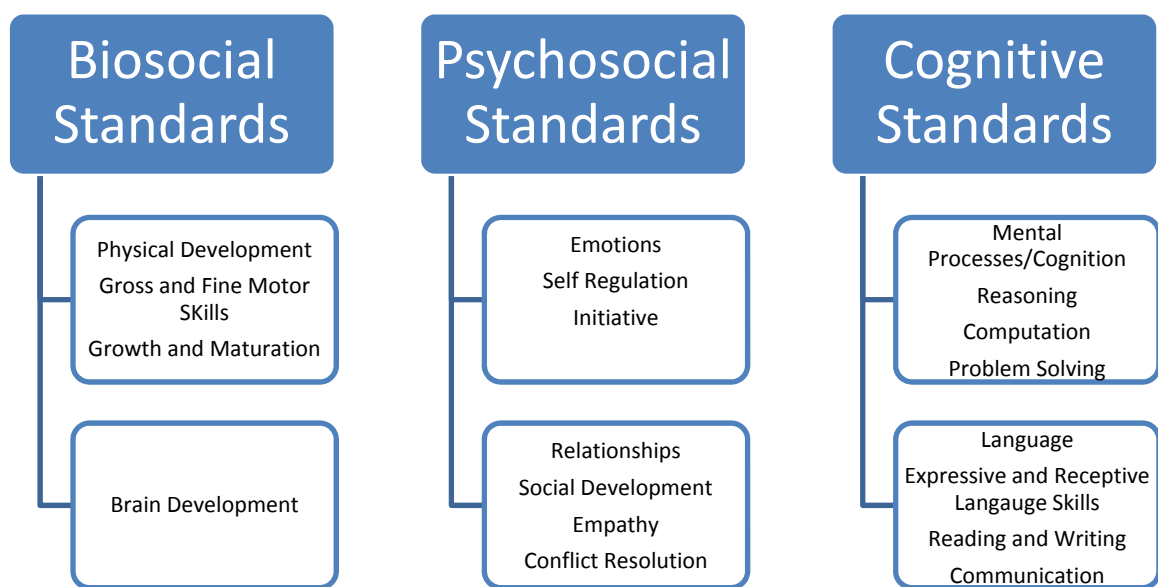 Biosocial
Standards
Physical Development
Gross and Fine Motor
SKills
Growth and Maturation
Brain Development
Psychosocial
Standards
Emotions
Self Regulation
Initiative
Relationships
Social Development
Empathy
Conflict Resolution
Cognitive
Standards
Mental
Processes/Cognition
Reasoning
Computation
Problem Solving
Language
Expressive and Receptive
Langauge Skills
Reading and Writing
Communication